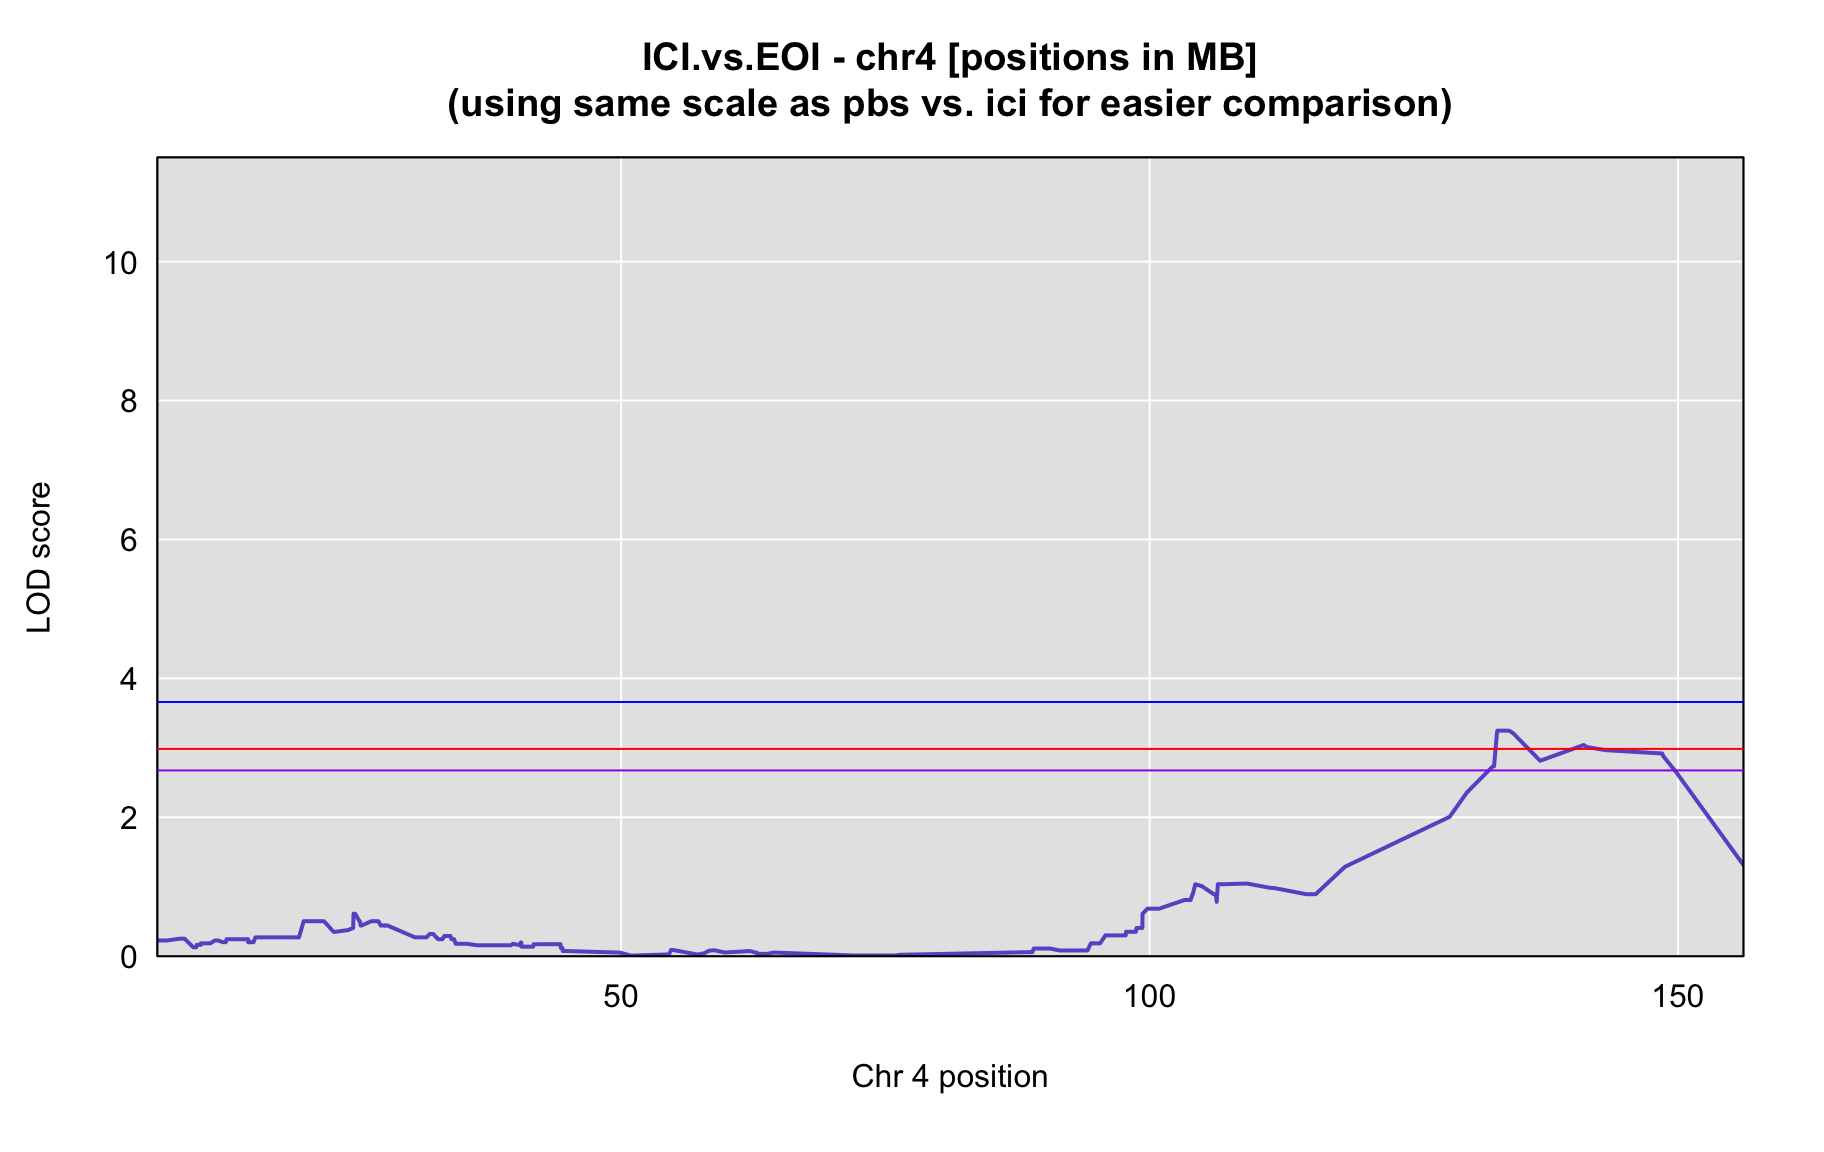 ICI.vs.EOI - chr4 [positions in MB]
(using same scale as pbs vs. ici for easier comparison)
10
8
6
4
2
0
LOD score
50 100 150
Chr 4 position